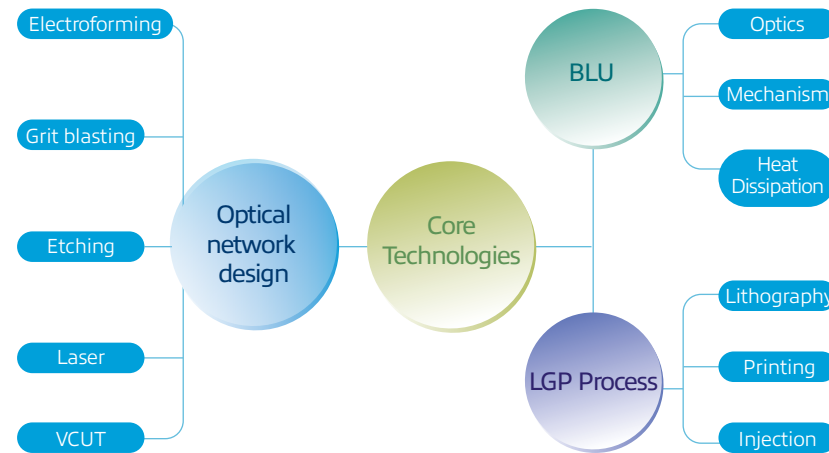 Electroforming
Grit blasting
Etching
Laser
VCUT
Optical
network
design
Core
Technologies
BLU
Optics
Mechanism
Heat
Dissipation
LGP Process
Lithography
Printing
Injection